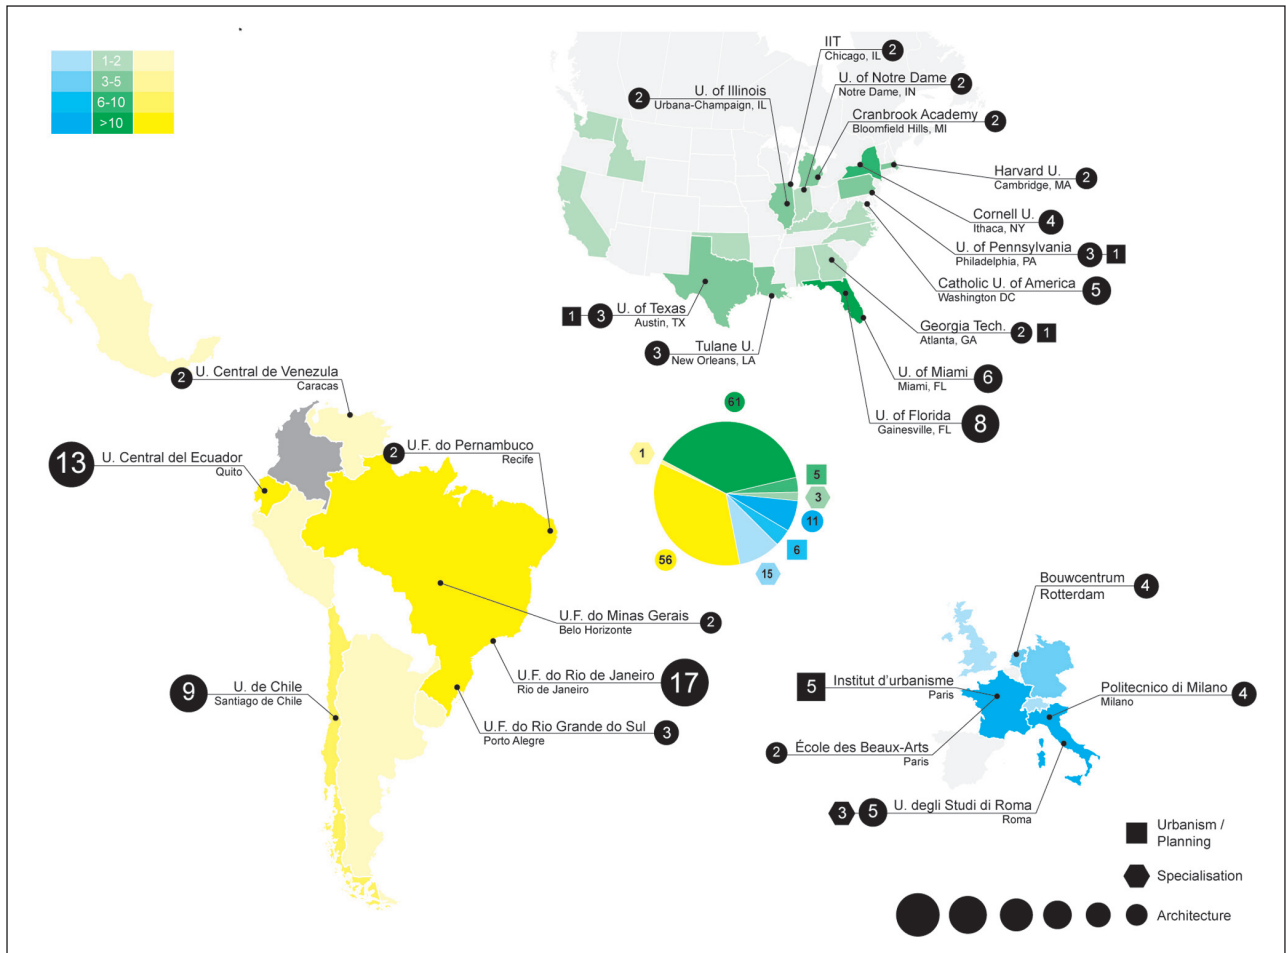 1-2
3-5
6-10
>10
IIT
Chicago, IL
2
U. of Notre Dame
Notre Dame, IN
2
U. of Illinois
Urbana-Champaign, IL
2
Cranbrook Academy
Bloomfield Hills, MI
2
Harvard U.
Cambridge, MA
2
Cornell U.
Ithaca, NY
4
U. of Pennsylvania
Philadelphia, PA
3
1
Catholic U. of America
Washington DC
5
Georgia Tech.
Atlanta, GA
2
1
U. of Miami
Miami, FL
6
U. of Florida
Gainesville, FL
8
1
3
U. of Texas
Austin, TX
3
Tulane U.
New Orleans, LA
2
U. Central de Venezula
Caracas
13
U. Central del Ecuador
Quito
2
U.F. do Pernambuco
Recife
U.F. do Minas Gerais
Belo Horizonte
2
U.F. do Rio de Janeiro
Rio de Janeiro
17
U.F. do Rio Grande do Sul
Porto Alegre
3
9
U. de Chile
Santiago de Chile
61
1
5
3
11
6
15
56
Bouwcentrum
Rotterdam
4
5
Institut d'urbanisme
Paris
Politecnico di Milano
Milano
4
2
École des Beaux-Arts
Paris
3
5
U. degli Studi di Roma
Roma
Urbanism /
Planning
Specialisation
Architecture